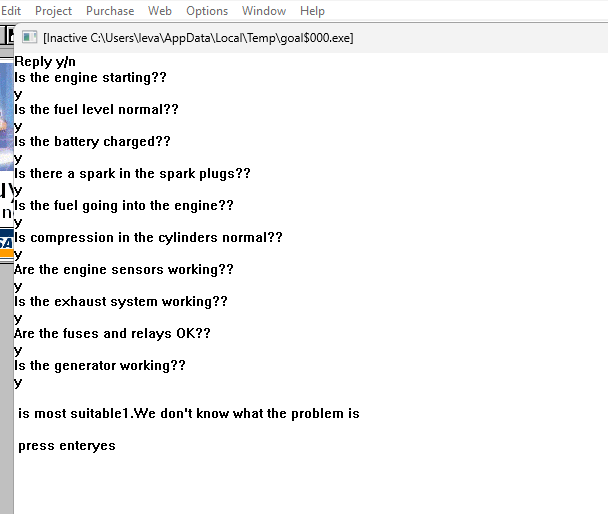 Edit Project Purchase Web Options Window Help
[Inactive C:\Users\leva\AppData\Local\Temp\goal$000.exe]
Reply y/n
Is the engine starting??
y
Is the fuel level normal??
y
Is the battery charged??
y
Is there a spark in the spark plugs??
y
Is the fuel going into the engine??
y
Is compression in the cylinders normal??
y
Are the engine sensors working??
y
Is the exhaust system working??
y
Are the fuses and relays OK??
y
Is the generator working??
y
is most suitable1.We don't know what the problem is
press enteryes